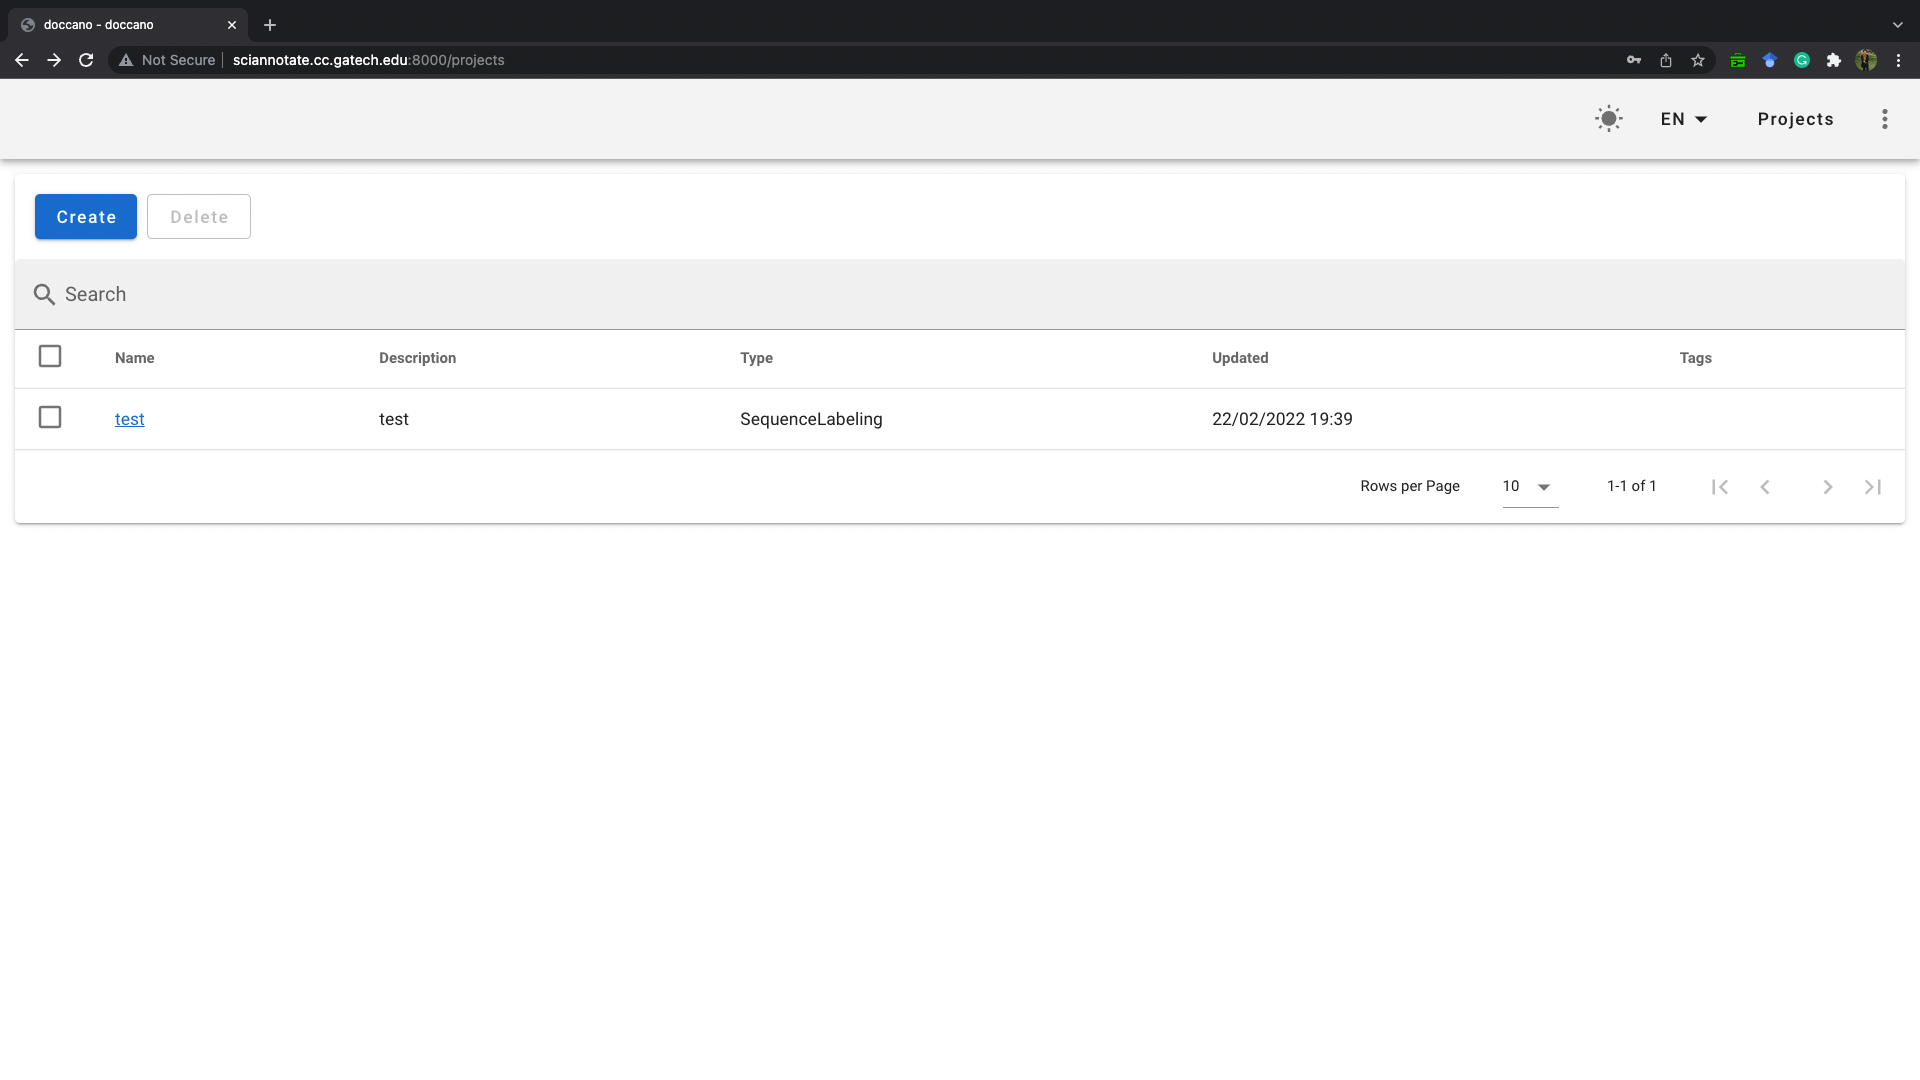 doccano - doccano
Not Secure sciannotate.cc.gatech.edu:8000/projects
EN Projects
Create Delete
Search
Name Description Type Updated Tags
test test SequenceLabeling 22/02/2022 19:39
Rows per Page 10 1-1 of 1